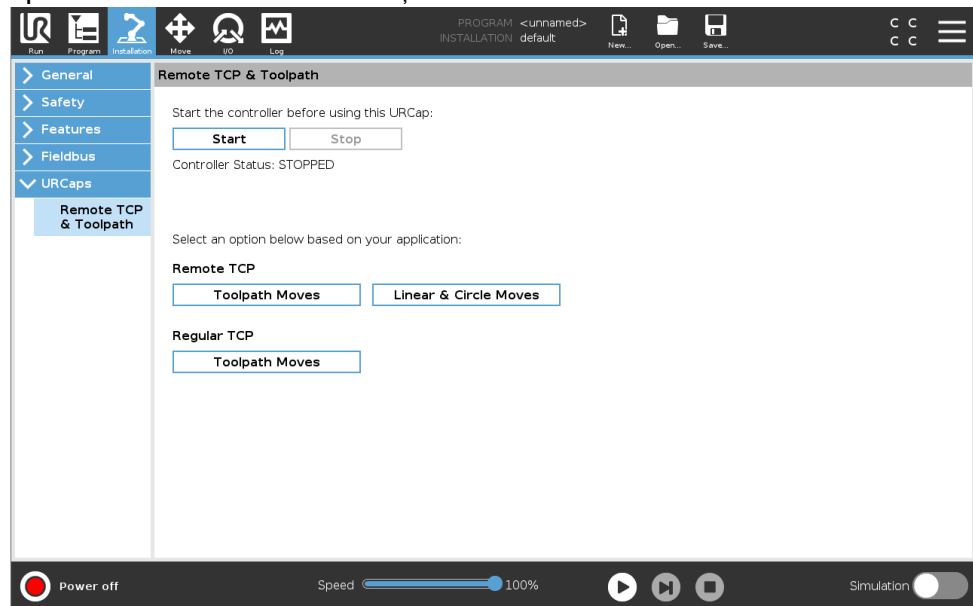 PROGRAM <unnamed>
INSTALLATION default
UR
Run Program Installation Move I/O Log New... Open... Save...
C C
C C
General
Safety
Features
Fieldbus
URCaps
Remote TCP
& Toolpath
Remote TCP & Toolpath
Start the controller before using this URCap:
Start Stop
Controller Status: STOPPED
Select an option below based on your application:
Remote TCP
Toolpath Moves Linear & Circle Moves
Regular TCP
Toolpath Moves
Power off Speed 100% Simulation